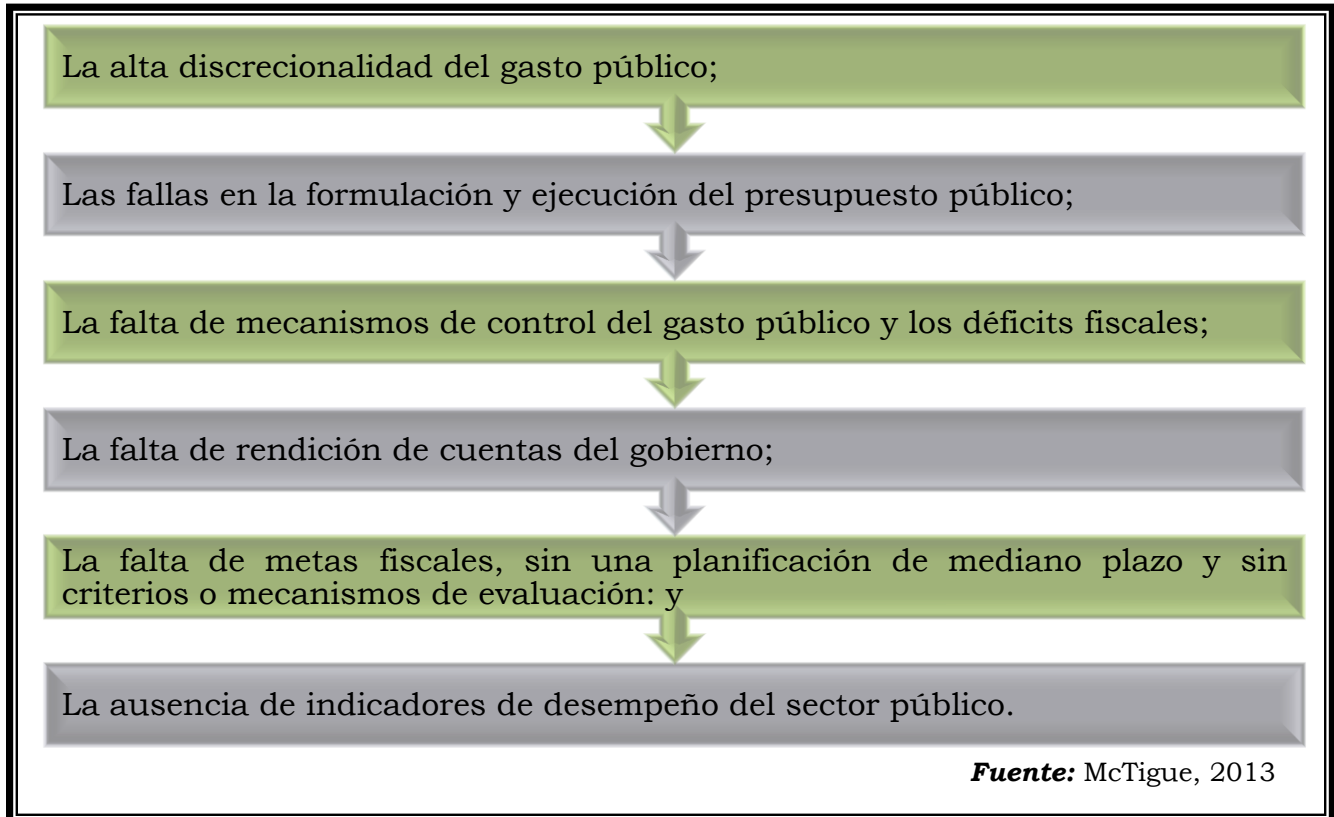 La alta discrecionalidad del gasto público;
Las fallas en la formulación y ejecución del presupuesto público;
La falta de mecanismos de control del gasto público y los déficits fiscales;
La falta de rendición de cuentas del gobierno;
La falta de metas fiscales, sin una planificación de mediano plazo y sin
criterios o mecanismos de evaluación: y
La ausencia de indicadores de desempeño del sector público.
Fuente: McTigue, 2013